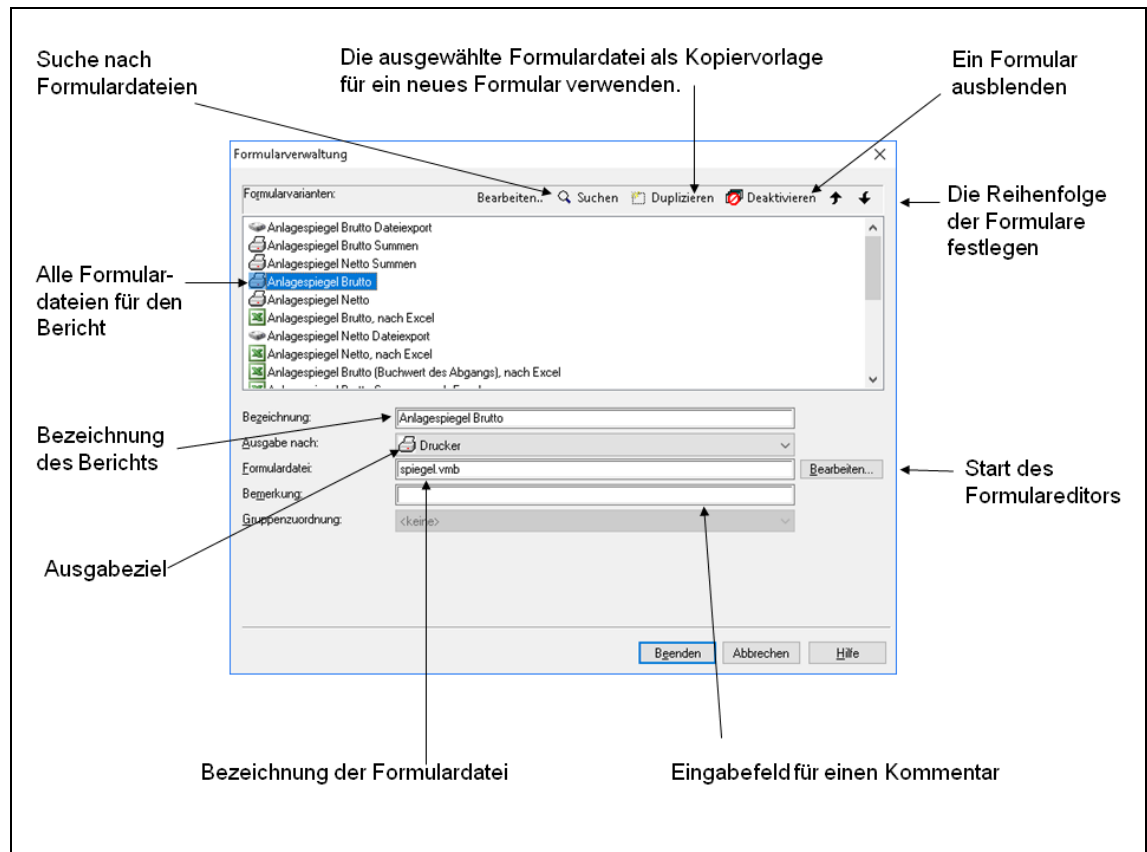 Suche nach
Formulardateien
Die ausgewählte Formulardatei als Kopiervorlage
für ein neues Formular verwenden.
Ein Formular
ausblenden
Formularverwaltung
Formularvarianten:
Bearbeiten.. Suchen Duplizieren Deaktivieren
Die Reihenfolge
der Formulare
festlegen
Anlagespiegel Brutto Dateiexport
Anlagespiegel Brutto Summen
Anlagespiegel Netto Summen
Anlagespiegel Brutto
Anlagespiegel Netto
Anlagespiegel Brutto, nach Excel
Anlagespiegel Netto Dateiexport
Anlagespiegel Netto, nach Excel
Anlagespiegel Brutto (Buchwert des Abgangs), nach Excel
Alle Formular-
dateien für den
Bericht
Bezeichnung: Anlagespiegel Brutto
Ausgabe nach: Drucker
Formulardatei: spiegel.vmb Bearbeiten...
Bemerkung:
Gruppenzuordnung: <keine>
Bezeichnung
des Berichts
Start des
Formulareditors
Ausgabeziel
Beenden Abbrechen Hilfe
Bezeichnung der Formulardatei
Eingabefeld für einen Kommentar